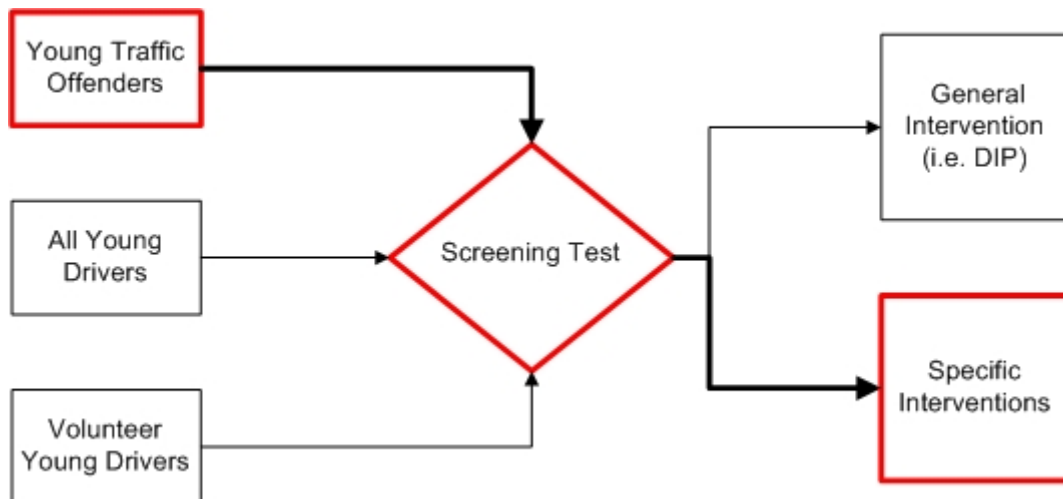 Young Traffic
Offenders
All Young
Drivers
Volunteer
Young Drivers
Screening Test
General
Intervention
(i.e. DIP)
Specific
Interventions